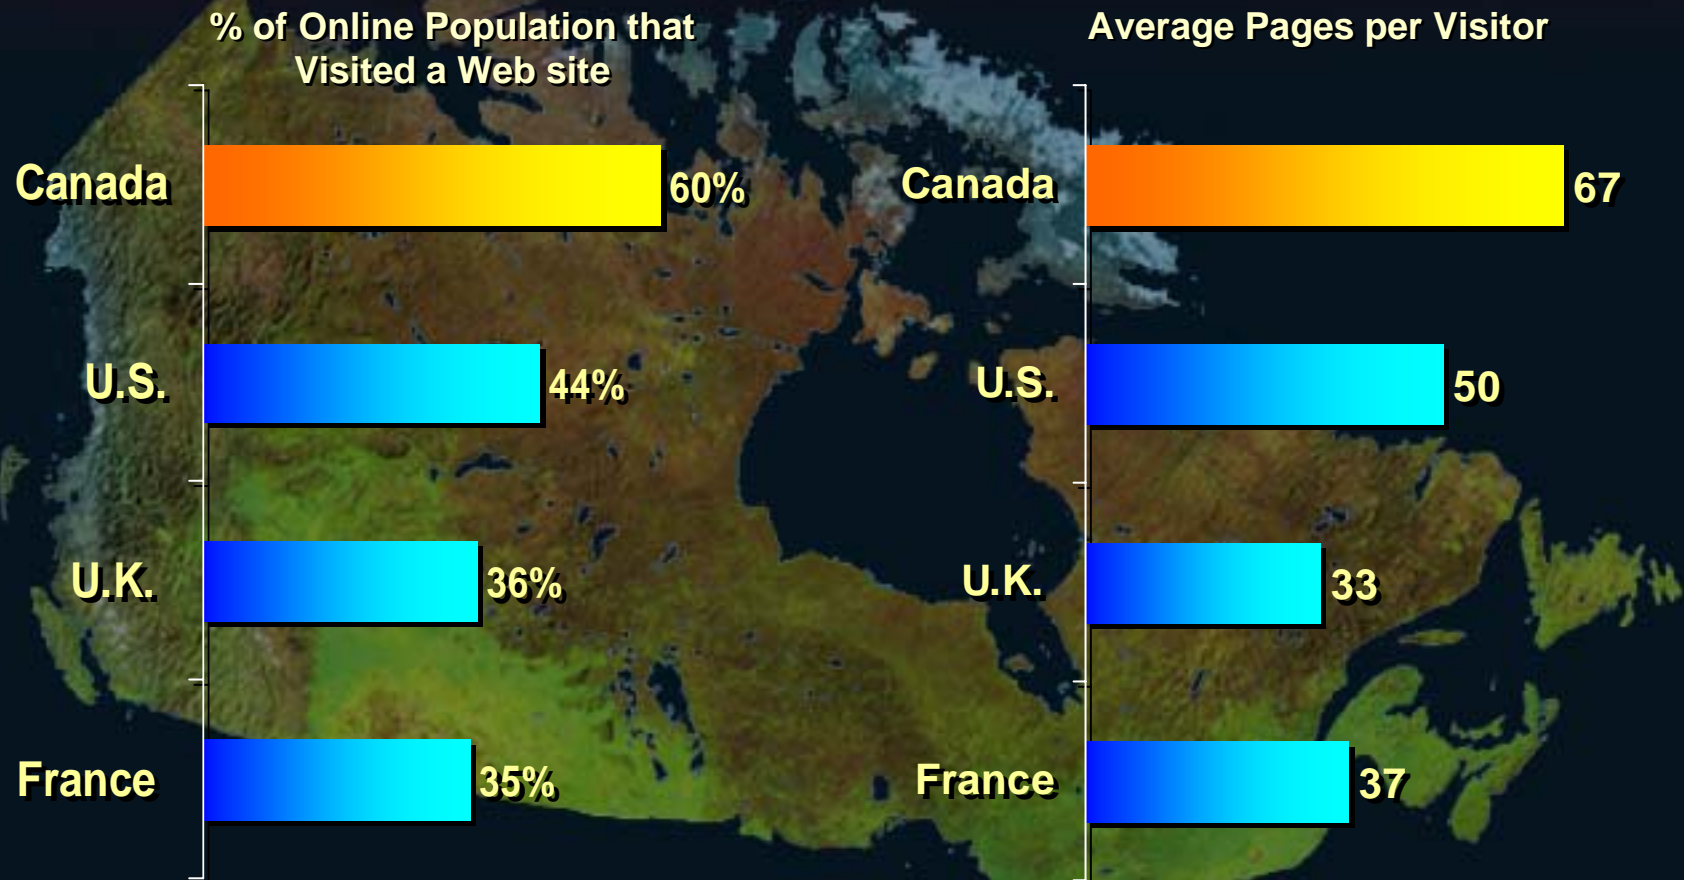 % of Online Population that
Visited a Web site
Canada 60%
U.S. 44%
U.K. 36%
France 35%
Average Pages per Visitor
Canada 67
U.S. 50
U.K. 33
France 37